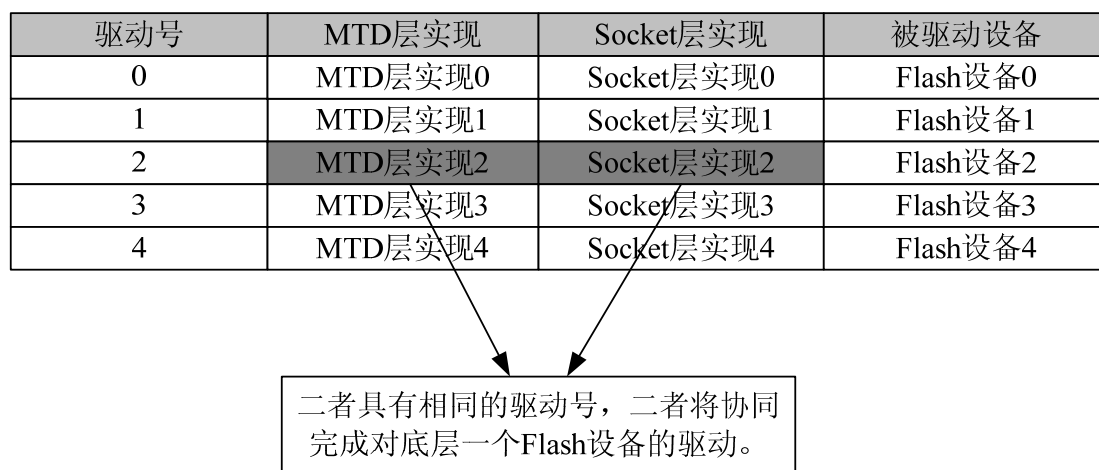 驱动号 MTD层实现 Socket层实现 被驱动设备
0 MTD层实现0 Socket层实现0 Flash设备0
1 MTD层实现1 Socket层实现1 Flash设备1
2 MTD层实现2 Socket层实现2 Flash设备2
3 MTD层实现3 Socket层实现3 Flash设备3
4 MTD层实现4 Socket层实现4 Flash设备4
二者具有相同的驱动号，二者将协同
完成对底层一个Flash设备的驱动。